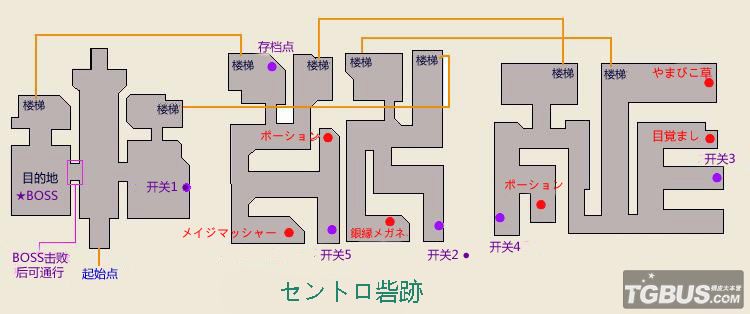 存档点
楼梯
楼梯
楼梯
楼梯
楼梯
楼梯
楼梯
楼梯
やまびこ草
ポーション
目覚まし
目的地
★BOSS
开关1
开关3
ポーション
メイジマッシャー
銀縁メガネ
开关4
BOSS击败
后可通行
起始点
开关5
开关2
セントロ砦跡
TGBUS.COM